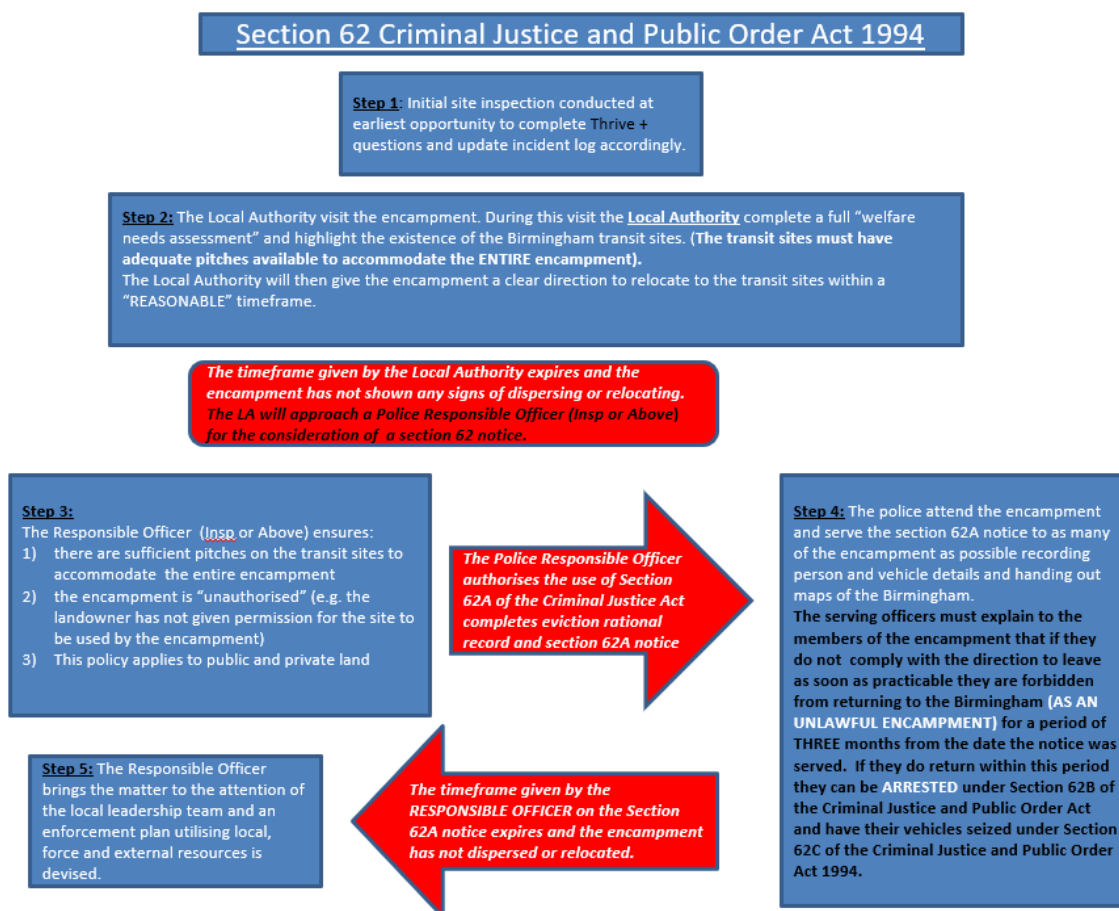 Section 62 Criminal Justice and Public Order Act 1994
Step 1: Initial site inspection conducted at
earliest opportunity to complete Thrive +
questions and update incident log accordingly.
Step 2: The Local Authority visit the encampment. During this visit the Local Authority complete a full “welfare
needs assessment” and highlight the existence of the Birmingham transit sites. (The transit sites must have
adequate pitches available to accommodate the ENTIRE encampment).
The Local Authority will then give the encampment a clear direction to relocate to the transit sites within a
“REASONABLE” timeframe.
The timeframe given by the Local Authority expires and the
encampment has not shown any signs of dispersing or relocating.
The LA will approach a Police Responsible Officer (Insp or Above)
for the consideration of a section 62 notice.
Step 3:
The Responsible Officer (Insp or Above) ensures:
1) there are sufficient pitches on the transit sites to
accommodate the entire encampment
2) the encampment is “unauthorised” (e.g. the
landowner has not given permission for the site to
be used by the encampment)
3) This policy applies to public and private land
The Police Responsible Officer
authorises the use of Section
62A of the Criminal Justice Act
completes eviction rational
record and section 62A notice
Step 4: The police attend the encampment
and serve the section 62A notice to as many
of the encampment as possible recording
person and vehicle details and handing out
maps of the Birmingham.
The serving officers must explain to the
members of the encampment that if they
do not comply with the direction to leave
as soon as practicable they are forbidden
from returning to the Birmingham (AS AN
UNLAWFUL ENCAMPMENT) for a period of
THREE months from the date the notice was
served. If they do return within this period
they can be ARRESTED under Section 62B of
the Criminal Justice and Public Order Act
and have their vehicles seized under Section
62C of the Criminal Justice and Public Order
Act 1994.
The timeframe given by the
RESPONSIBLE OFFICER on the Section
62A notice expires and the encampment
has not dispersed or relocated.
Step 5: The Responsible Officer
brings the matter to the attention of
the local leadership team and an
enforcement plan utilising local,
force and external resources is
devised.